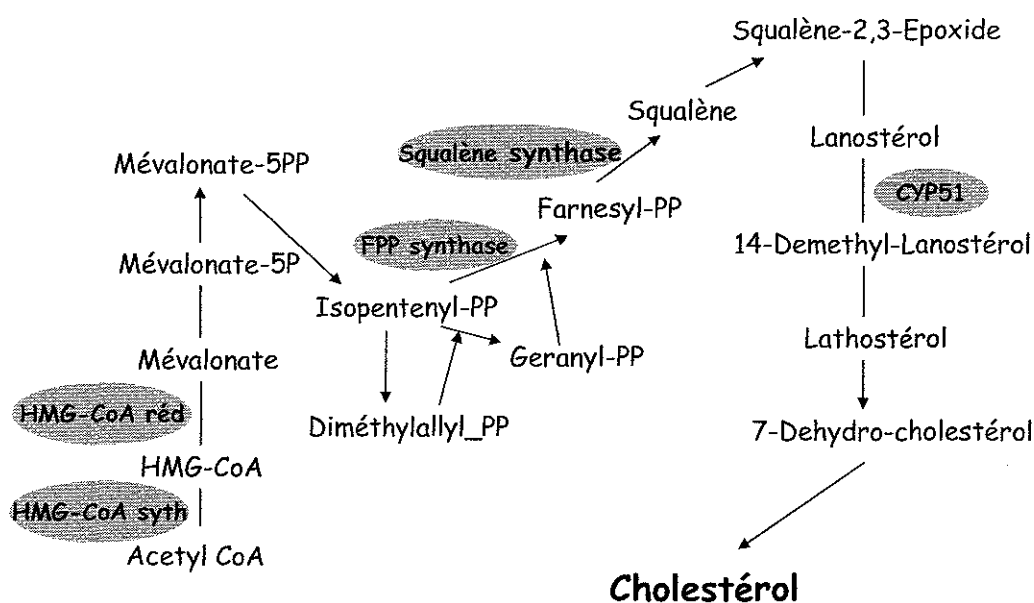 Squalène-2,3-Epoxide
Squalène
Lanostérol
Squalène synthase
Mévalonate-5PP
CYP51
Farnesyl-PP
FPP synthase
14-Demethyl-Lanostérol
Mévalonate-5P
Isopentenyl-PP
Lathostérol
Mévalonate
Geranyl-PP
HMG-CoA réd
Diméthylallyl_PP
7-Dehydro-cholestérol
HMG-CoA
HMG-CoA syth
Acetyl CoA
Cholestérol